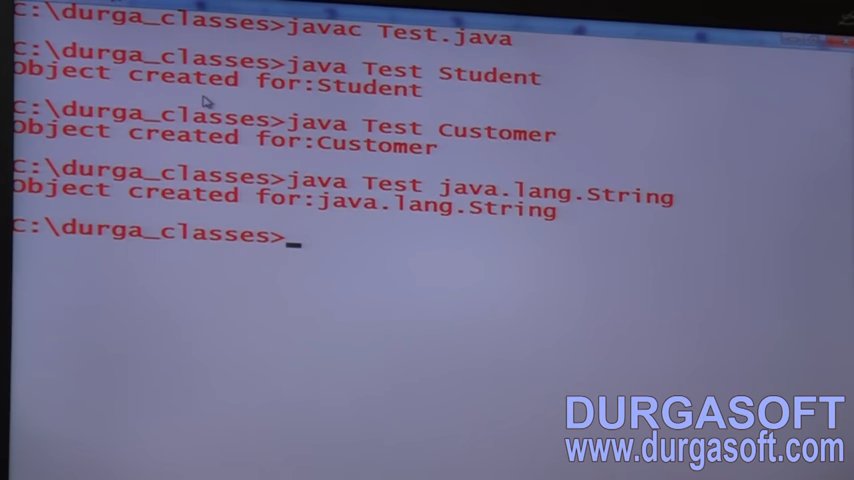 C:\durga_classes>javac Test.java
C:\durga_classes>java Test Student
Object created for:Student
C:\durga_classes>java Test Customer
Object created for:Customer
C:\durga_classes>java Test java.lang.String
Object created for:java.lang.String
C:\durga_classes>_
DURGASOFT
www.durgasoft.com